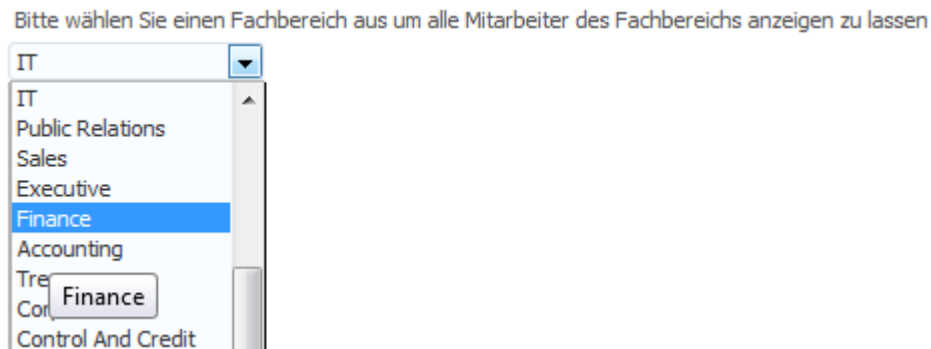 Bitte wählen Sie einen Fachbereich aus um alle Mitarbeiter des Fachbereichs anzeigen zu lassen
IT
IT
Public Relations
Sales
Executive
Finance
Accounting
Tre
Finance
Control And Credit